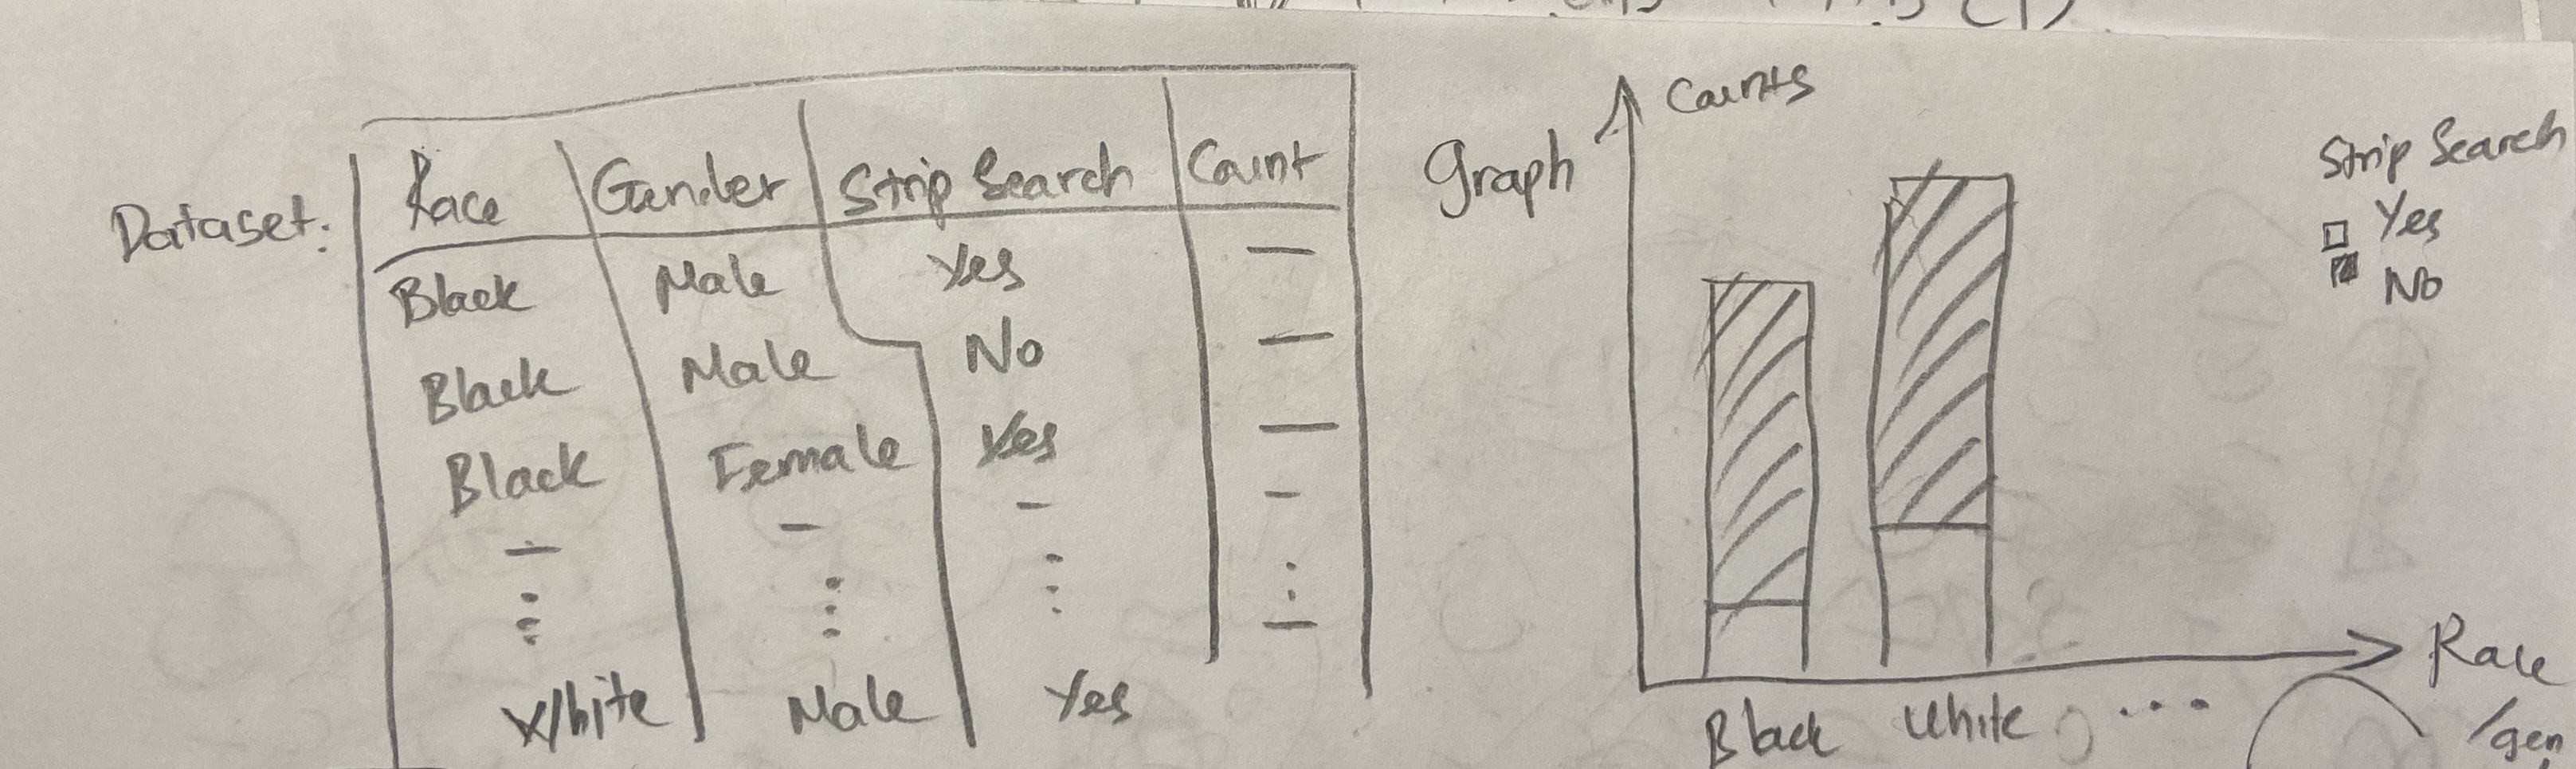 Dataset:
Race Gender Strip Search Count
Black Male Yes —
Black Male No —
Black Female Yes —
— — — —
White Male Yes
Graph
Counts
Strip Search
Yes
No
Black White ...
Race
/gen